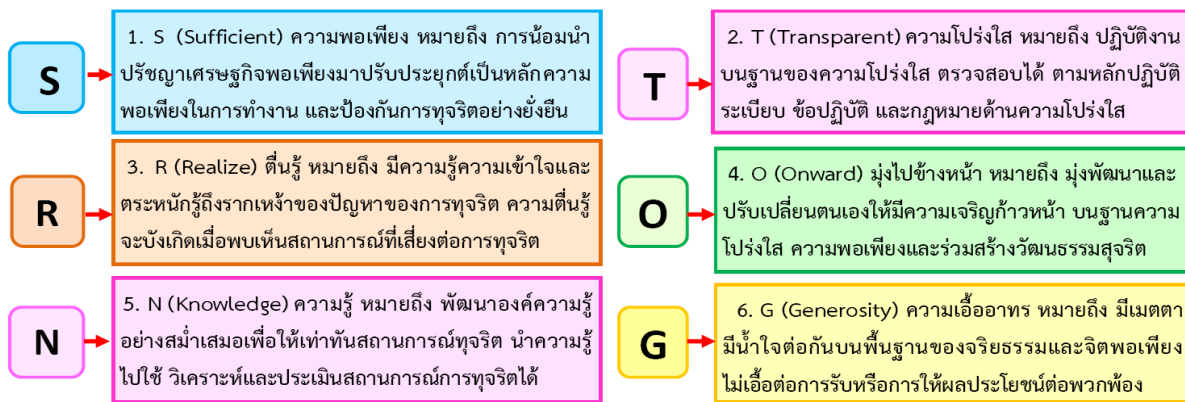 S
1. S (Sufficient) ความพอเพียง หมายถึง การน้อมนำ
ปรัชญาเศรษฐกิจพอเพียงมาปรับประยุกต์เป็นหลักความ
พอเพียงในการทำงาน และป้องกันการทุจริตอย่างยั่งยืน
T
2. T (Transparent) ความโปร่งใส หมายถึง ปฏิบัติงาน
บนฐานของความโปร่งใส ตรวจสอบได้ ตามหลักปฏิบัติ
ระเบียบ ข้อปฏิบัติ และกฎหมายด้านความโปร่งใส
R
3. R (Realize) ตื่นรู้ หมายถึง มีความรู้ความเข้าใจและ
ตระหนักรู้ถึงรากเหง้าของปัญหาของการทุจริต ความตื่นรู้
จะบังเกิดเมื่อพบเห็นสถานการณ์ที่เสี่ยงต่อการทุจริต
O
4. O (Onward) มุ่งไปข้างหน้า หมายถึง มุ่งพัฒนาและ
ปรับเปลี่ยนตนเองให้มีความเจริญก้าวหน้า บนฐานความ
โปร่งใส ความพอเพียงและร่วมสร้างวัฒนธรรมสุจริต
N
5. N (Knowledge) ความรู้ หมายถึง พัฒนาองค์ความรู้
อย่างสม่ำเสมอเพื่อให้เท่าทันสถานการณ์ทุจริต นำความรู้
ไปใช้ วิเคราะห์และประเมินสถานการณ์การทุจริตได้
G
6. G (Generosity) ความเอื้ออาทร หมายถึง มีเมตตา
มีน้ำใจต่อกันบนพื้นฐานของจริยธรรมและจิตพอเพียง
ไม่เอื้อต่อการรับหรือการให้ผลประโยชน์ต่อพวกพ้อง